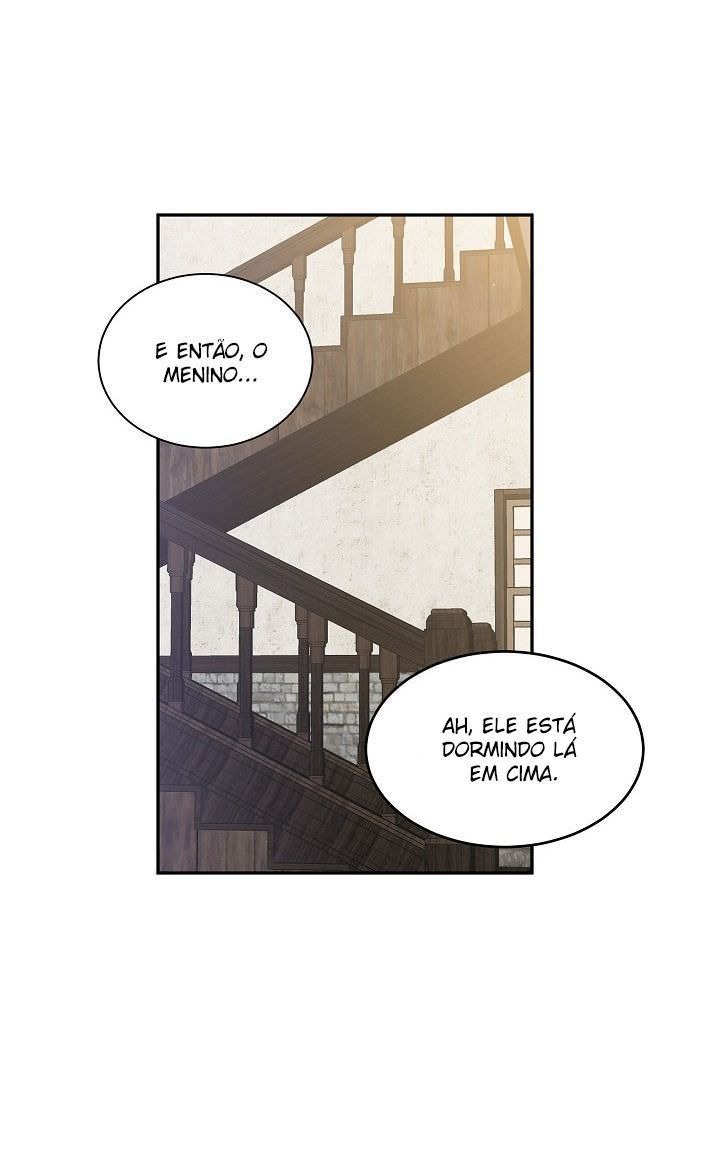 E ENTÃO, O
MENINO...
AH, ELE ESTÁ
DORMINDO LÁ
EM CIMA.